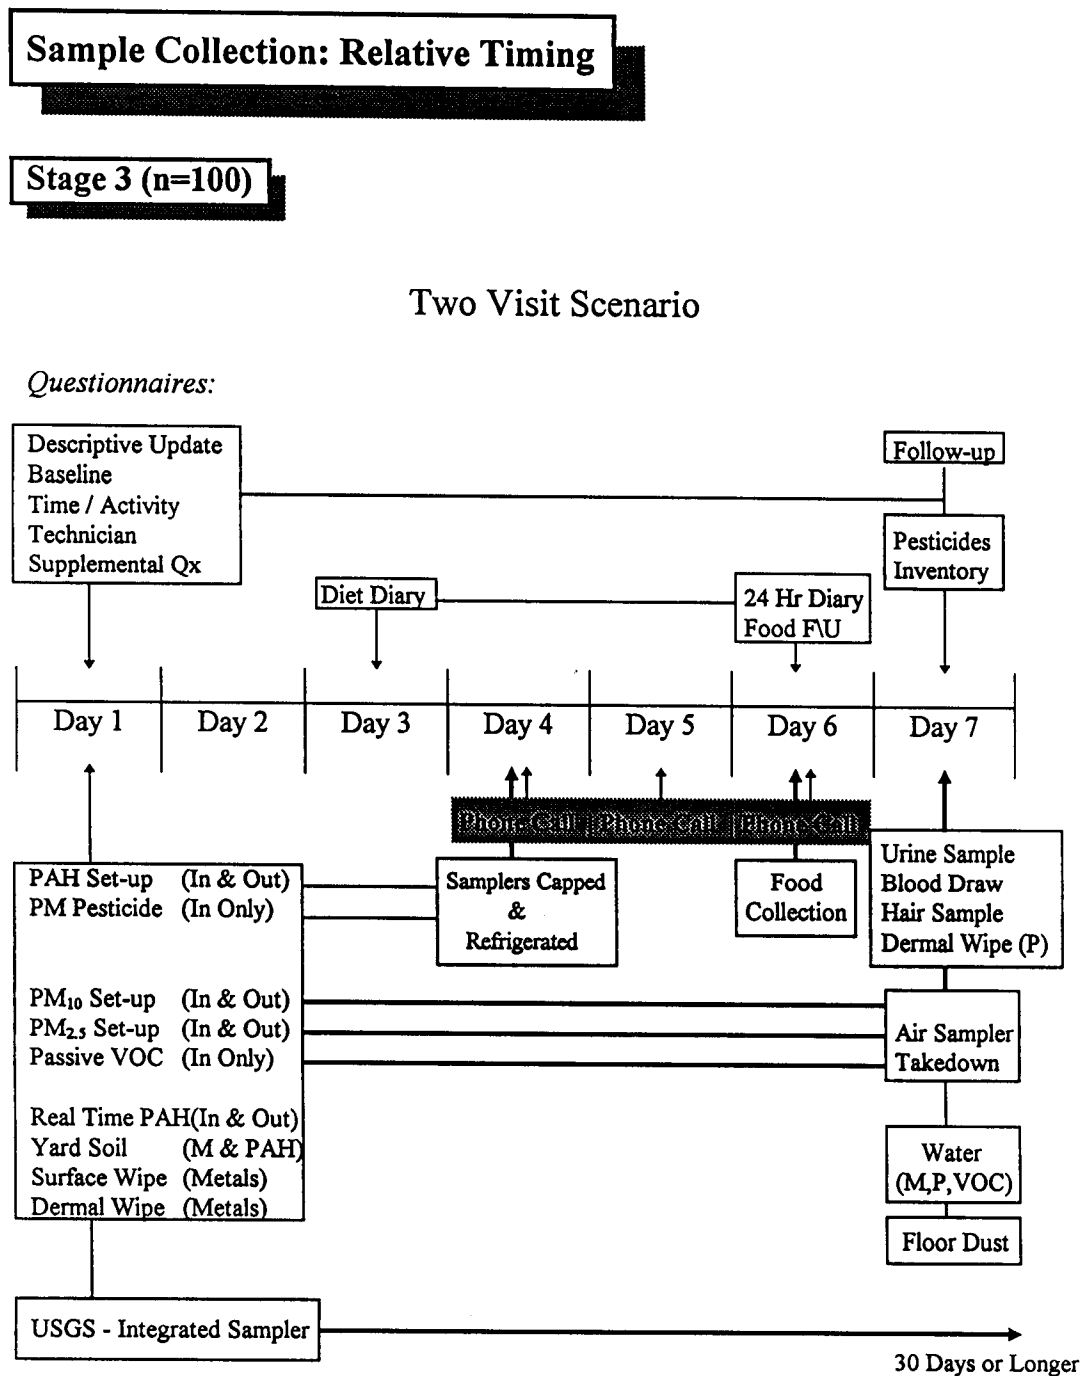 Sample Collection: Relative Timing
Stage 3 (n=100)
Two Visit Scenario
Questionnaires:
Descriptive Update
Baseline
Time / Activity
Technician
Supplemental Qx
Follow-up
Pesticides
Inventory
Diet Diary
24 Hr Diary
Food F\U
Day 1
Day 2
Day 3
Day 4
Day 5
Day 6
Day 7
Phone Call
Phone Call
Phone Call
PAH Set-up (In & Out)
PM Pesticide (In Only)
PM10 Set-up (In & Out)
PM2.5 Set-up (In & Out)
Passive VOC (In Only)
Real Time PAH(In & Out)
Yard Soil (M & PAH)
Surface Wipe (Metals)
Dermal Wipe (Metals)
Samplers Capped
&
Refrigerated
Food
Collection
Urine Sample
Blood Draw
Hair Sample
Dermal Wipe (P)
Air Sampler
Takedown
Water
(M,P,VOC)
Floor Dust
USGS - Integrated Sampler
30 Days or Longer